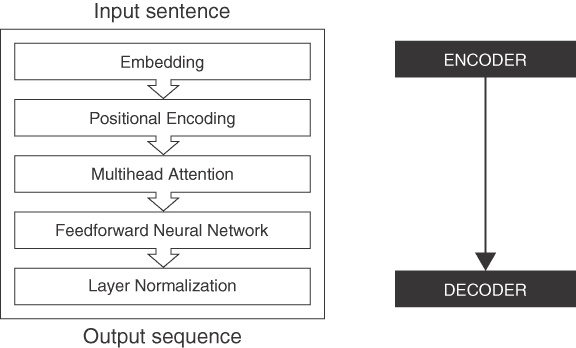 Input sentence
Embedding
Positional Encoding
Multihead Attention
Feedforward Neural Network
Layer Normalization
Output sequence
ENCODER
DECODER